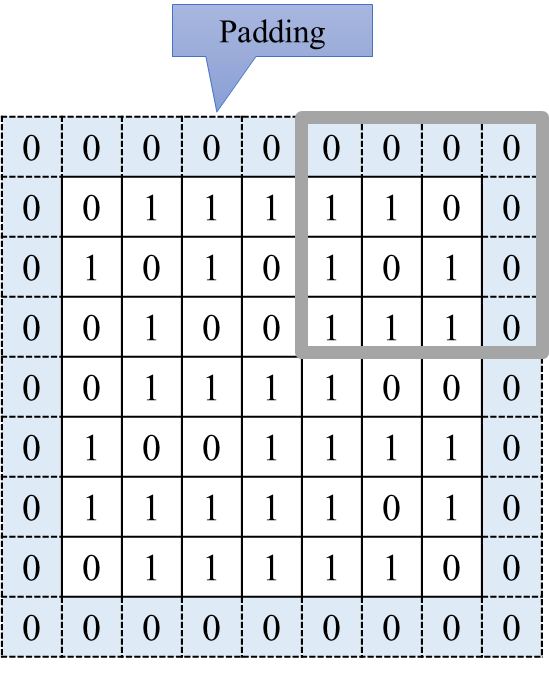 Padding
0 0 0 0 0 0 0 0 0
0 0 1 1 1 1 1 0 0
0 1 0 1 0 1 0 1 0
0 0 1 0 0 1 1 1 0
0 0 1 1 1 1 0 0 0
0 1 0 0 1 1 1 1 0
0 1 1 1 1 1 0 1 0
0 0 1 1 1 1 1 0 0
0 0 0 0 0 0 0 0 0